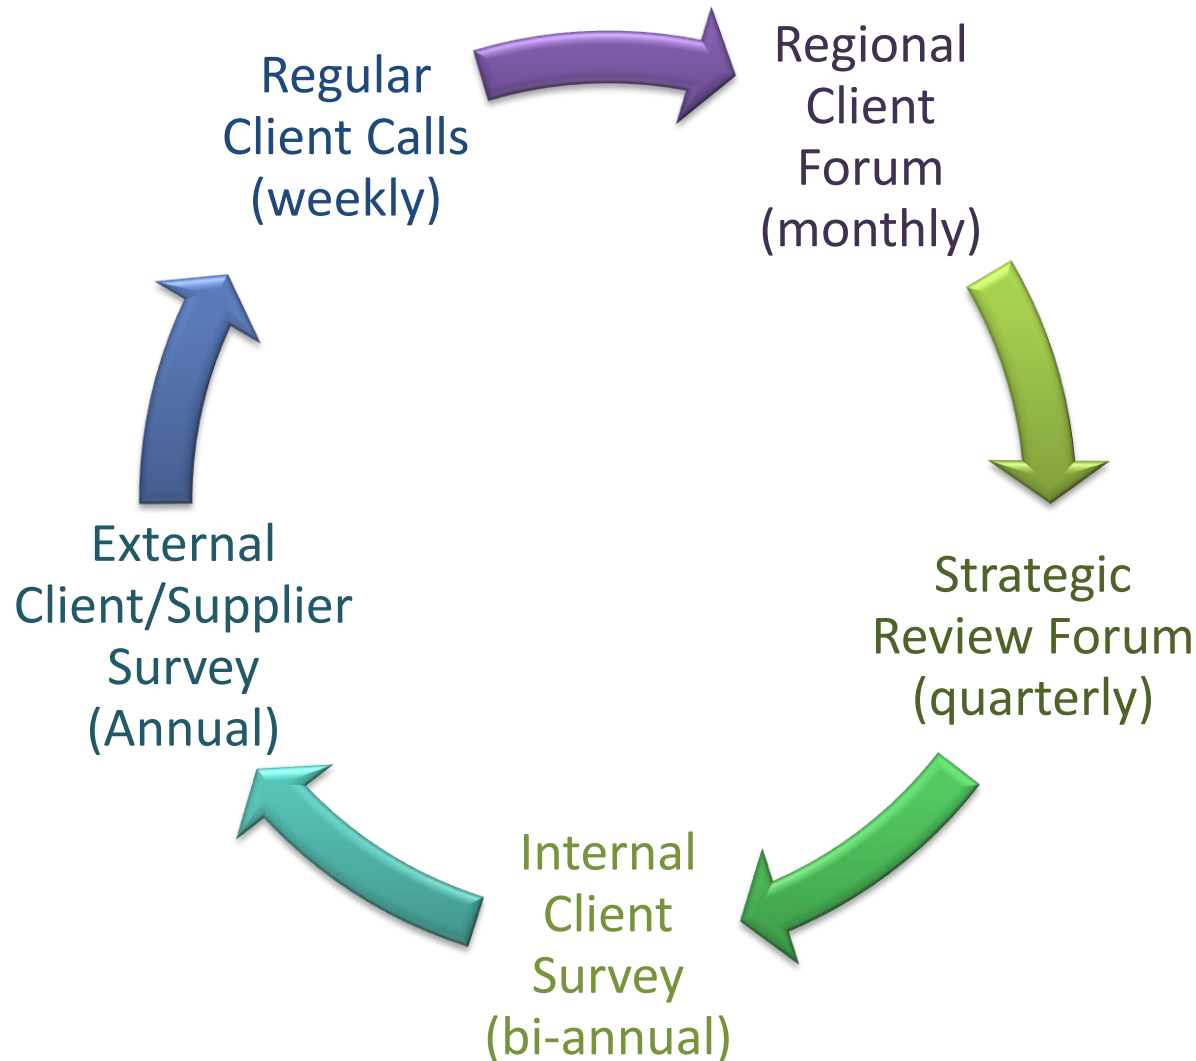 Regular
Client Calls
(weekly)
Regional
Client
Forum
(monthly)
Strategic
Review Forum
(quarterly)
Internal
Client
Survey
(bi-annual)
External
Client/Supplier
Survey
(Annual)